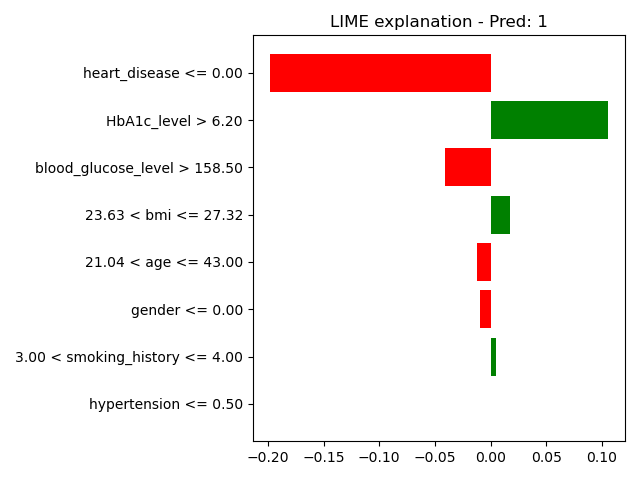 LIME explanation - Pred: 1
heart_disease <= 0.00
HbA1c_level > 6.20
blood_glucose_level > 158.50
23.63 < bmi <= 27.32
21.04 < age <= 43.00
gender <= 0.00
3.00 < smoking_history <= 4.00
hypertension <= 0.50
−0.20 −0.15 −0.10 −0.05 0.00 0.05 0.10